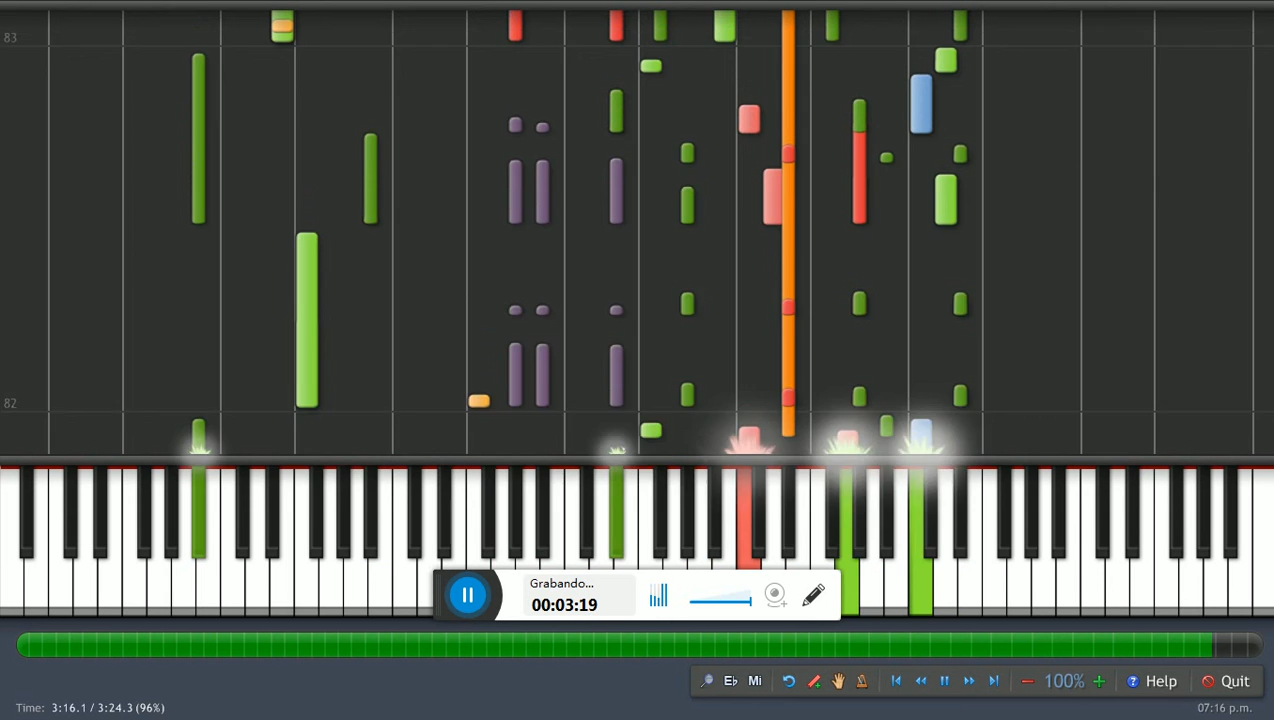 83
82
Grabando...
00:03:19
E♭ Mi 100% ? Help Quit
Time: 3:16.1 / 3:24.3 (96%) 07:16 p.m.